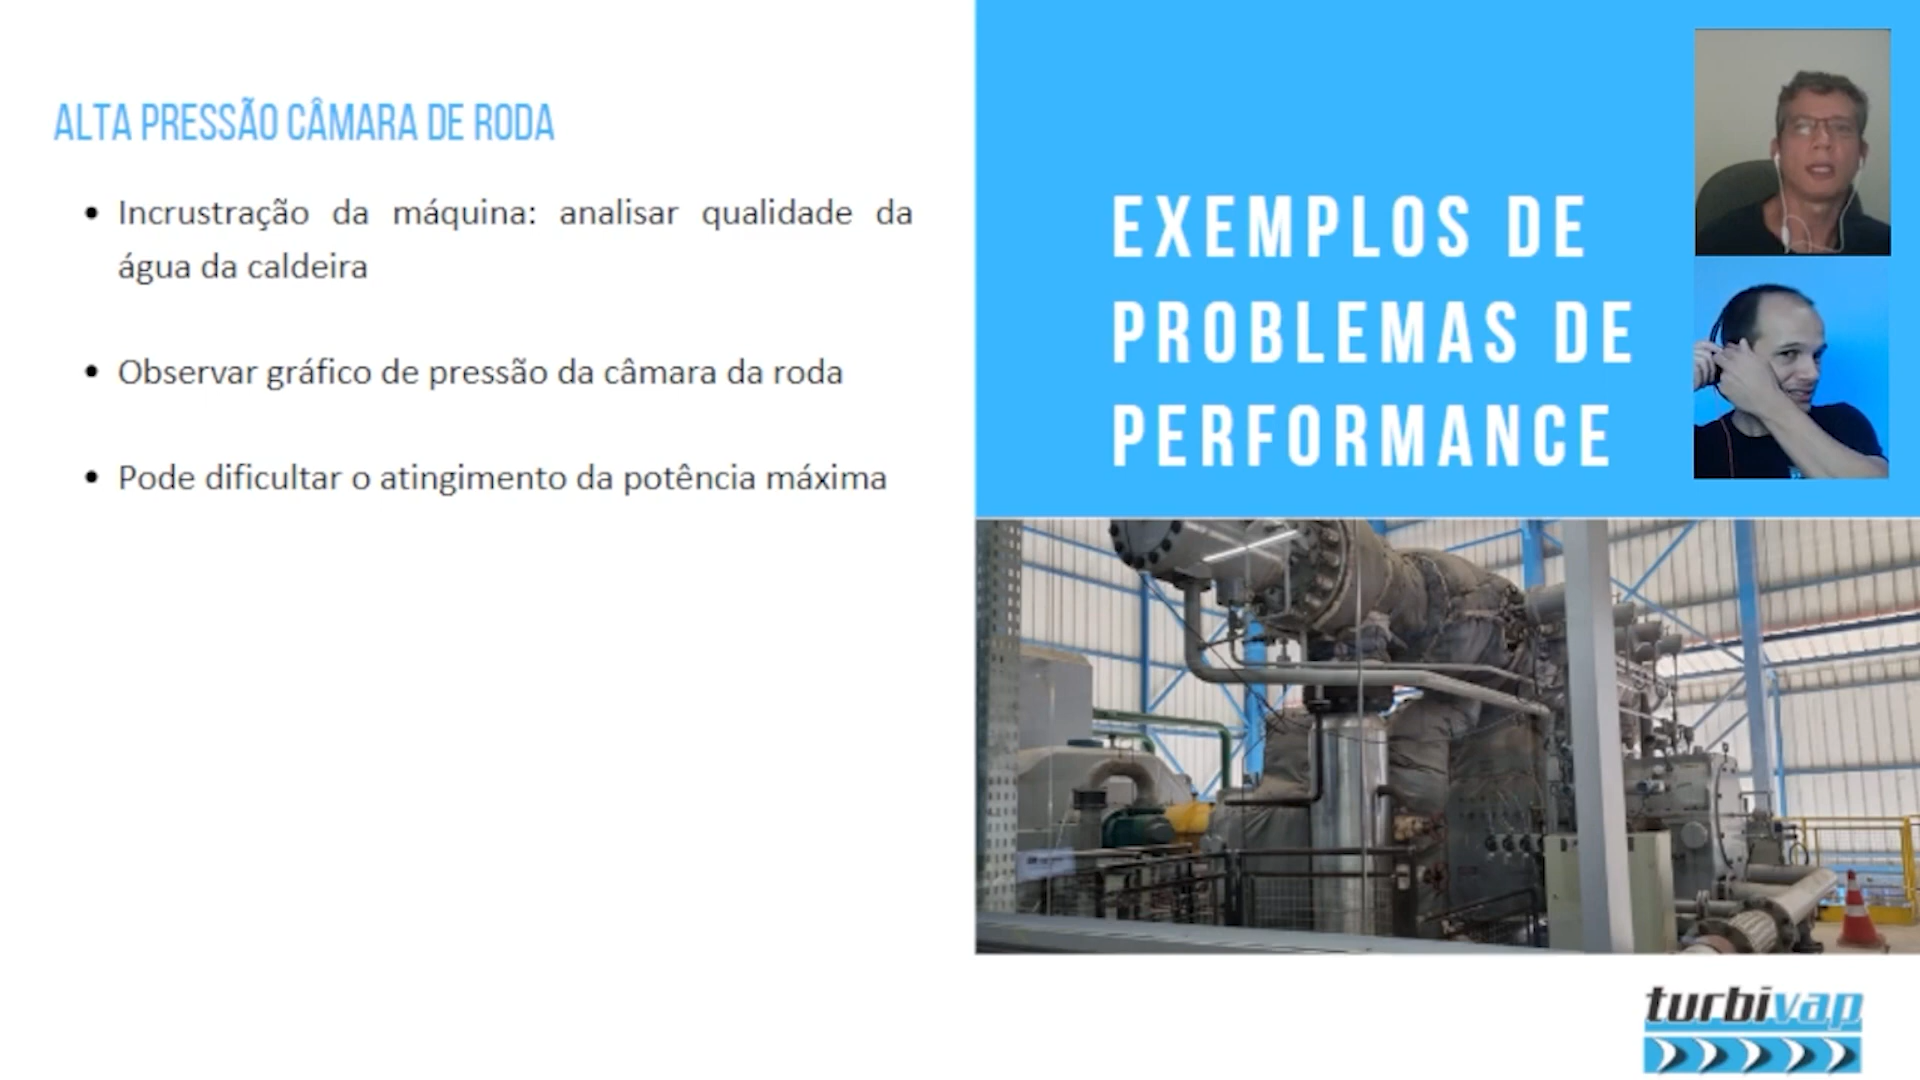 ALTA PRESSÃO CÂMARA DE RODA
• Incrustração da máquina: analisar qualidade da
água da caldeira
• Observar gráfico de pressão da câmara da roda
• Pode dificultar o atingimento da potência máxima
EXEMPLOS DE
PROBLEMAS DE
PERFORMANCE
turbivap